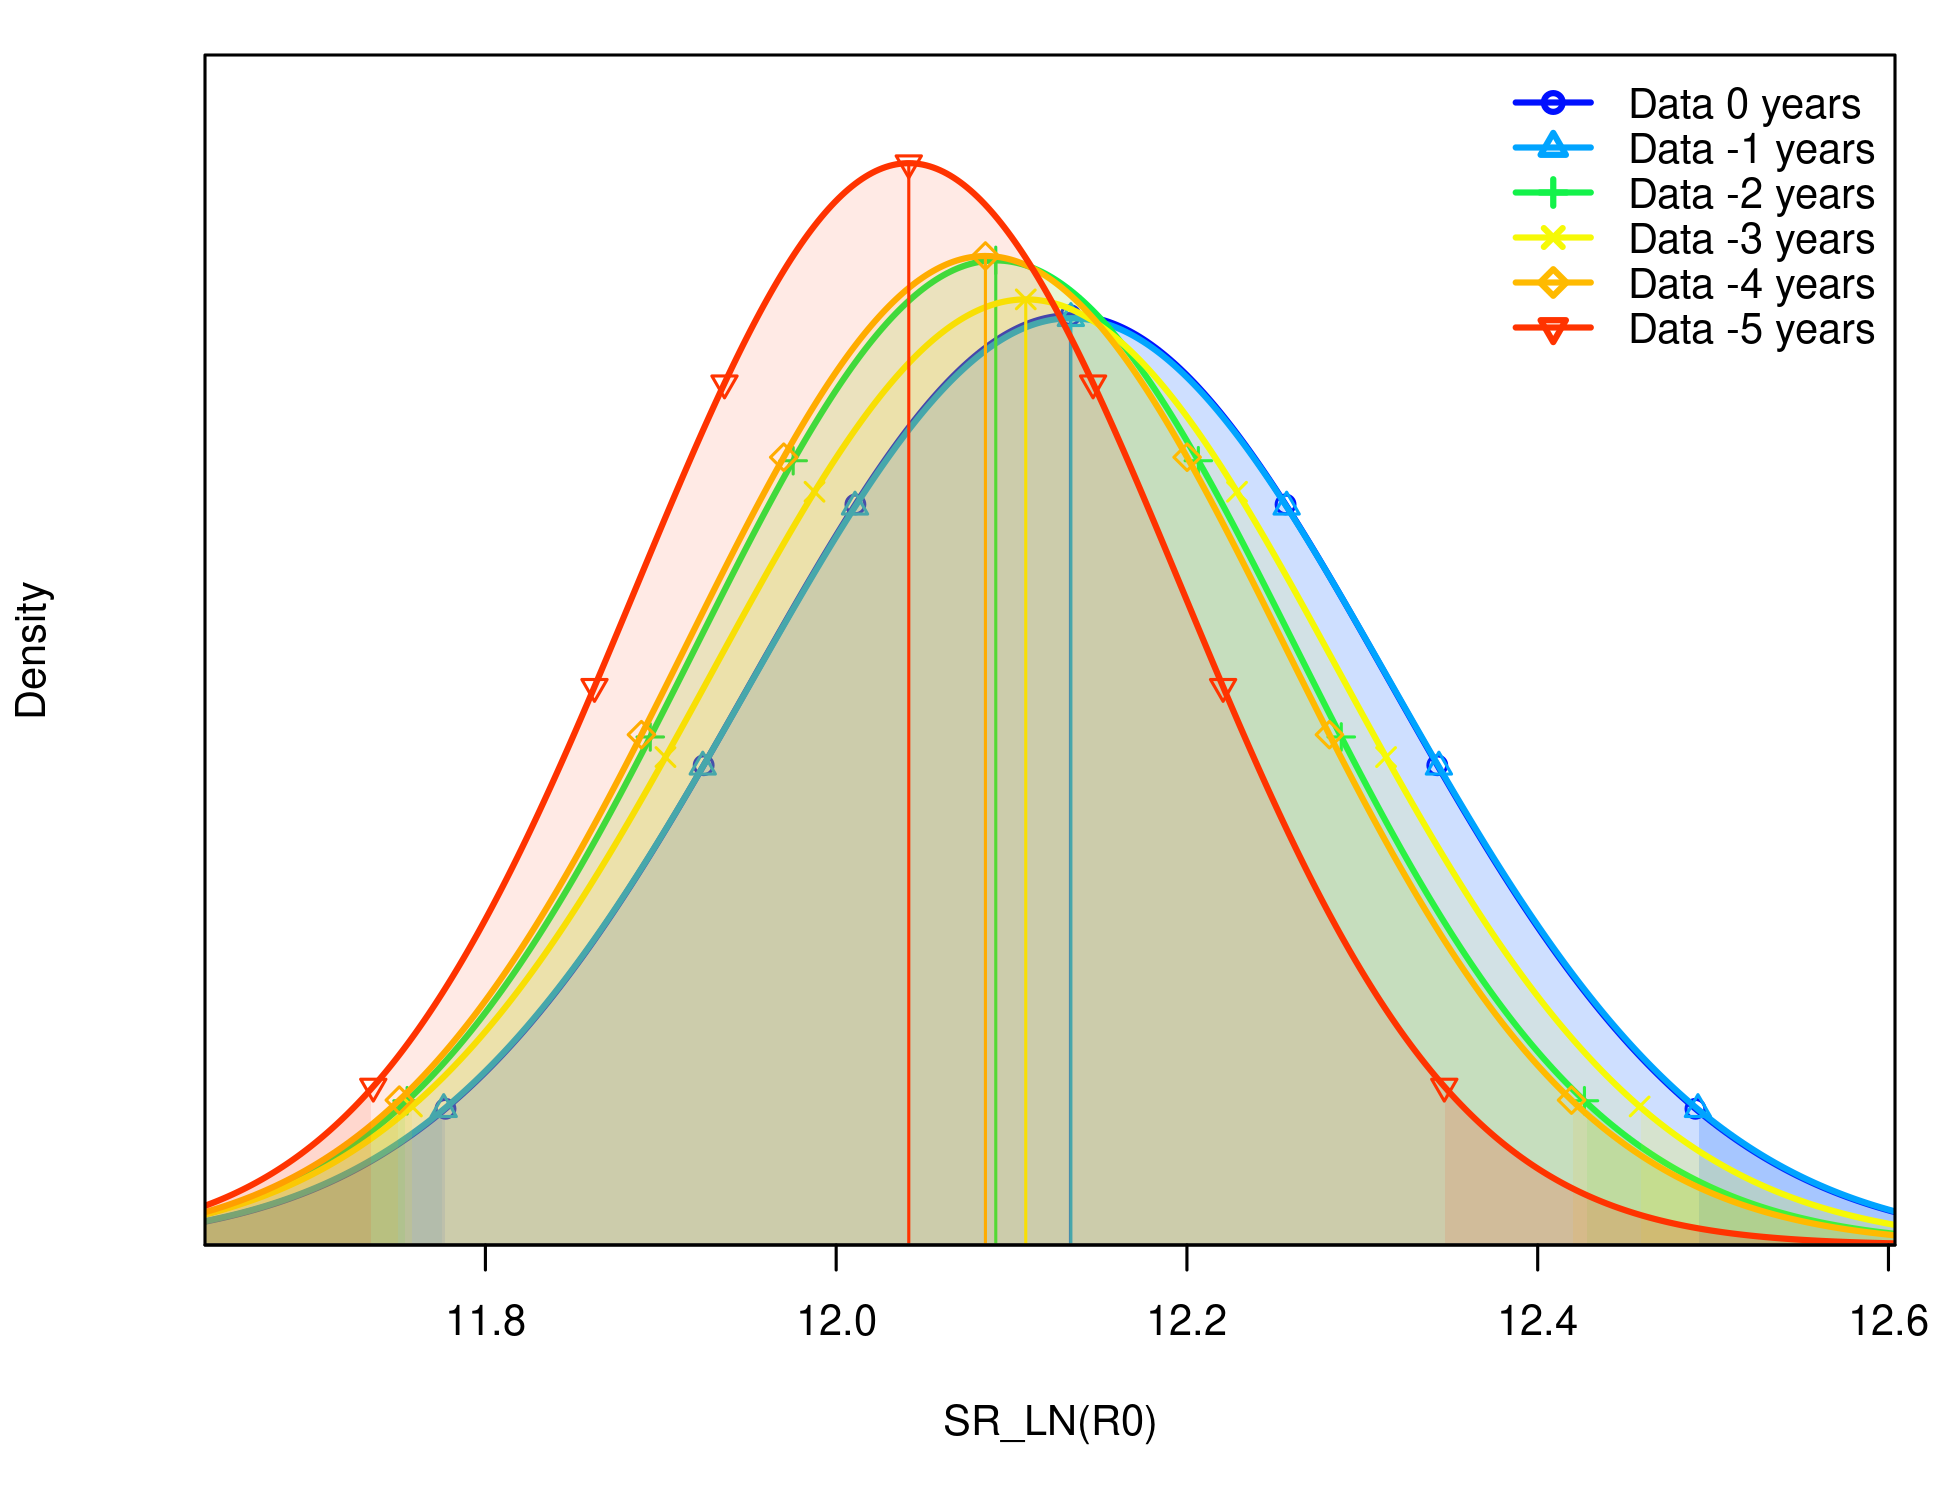 Data 0 years
Data -1 years
Data -2 years
Data -3 years
Data -4 years
Data -5 years
Density
11.8 12.0 12.2 12.4 12.6
SR_LN(R0)